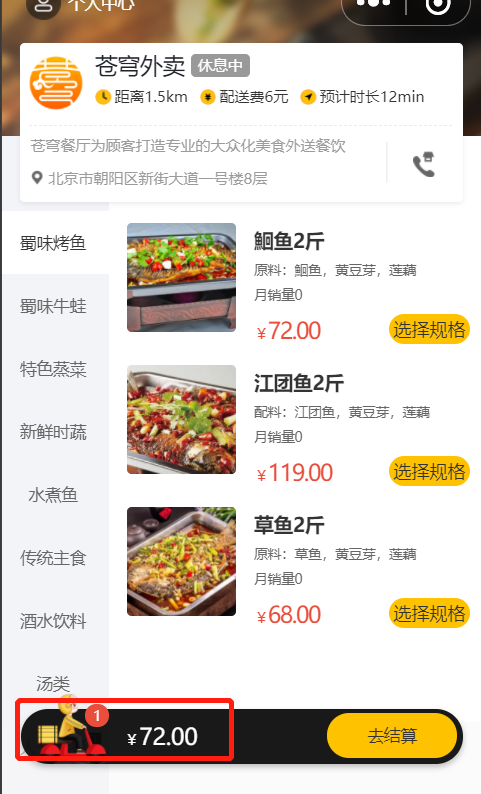 个人中心
苍穹外卖 休息中
距离1.5km 配送费6元 预计时长12min
苍穹餐厅为顾客打造专业的大众化美食外送餐饮
北京市朝阳区新街大道一号楼8层
蜀味烤鱼
蜀味牛蛙
特色蒸菜
新鲜时蔬
水煮鱼
传统主食
酒水饮料
汤类
鮰鱼2斤
原料：鮰鱼，黄豆芽，莲藕
月销量0
￥72.00 选择规格
江团鱼2斤
配料：江团鱼，黄豆芽，莲藕
月销量0
￥119.00 选择规格
草鱼2斤
原料：草鱼，黄豆芽，莲藕
月销量0
￥68.00 选择规格
1
￥72.00 去结算